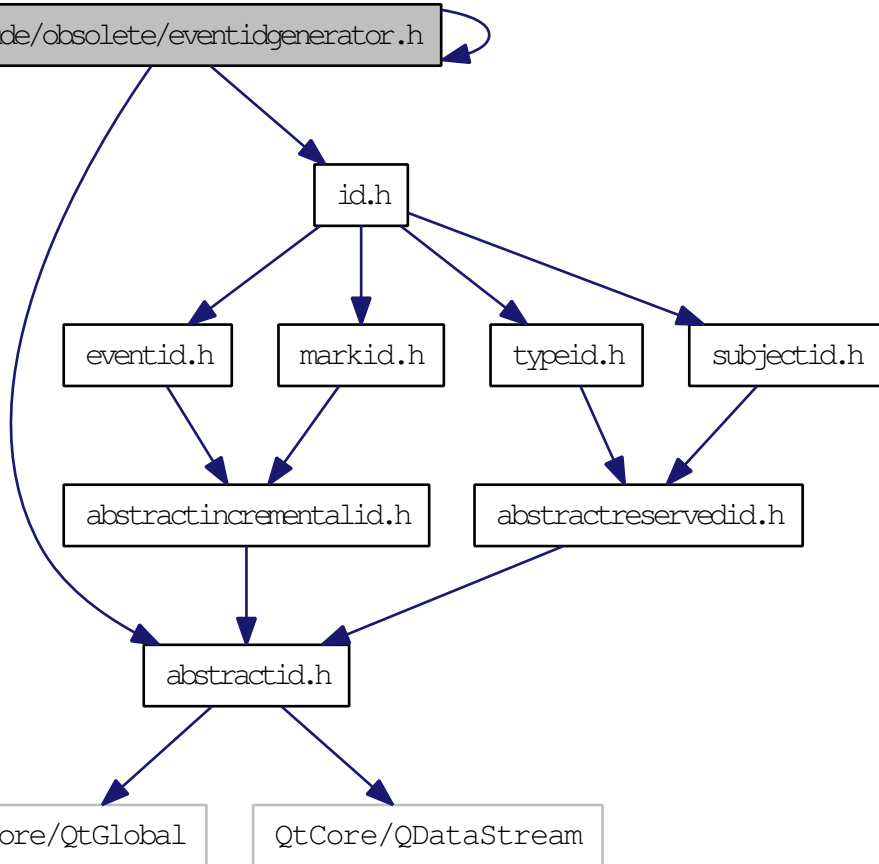 de/obsolete/eventidgenerator.h
id.h
eventid.h
markid.h
typeid.h
subjectid.h
abstractincrementalid.h
abstractreservedid.h
abstractid.h
ore/QtGlobal
QtCore/QDataStream